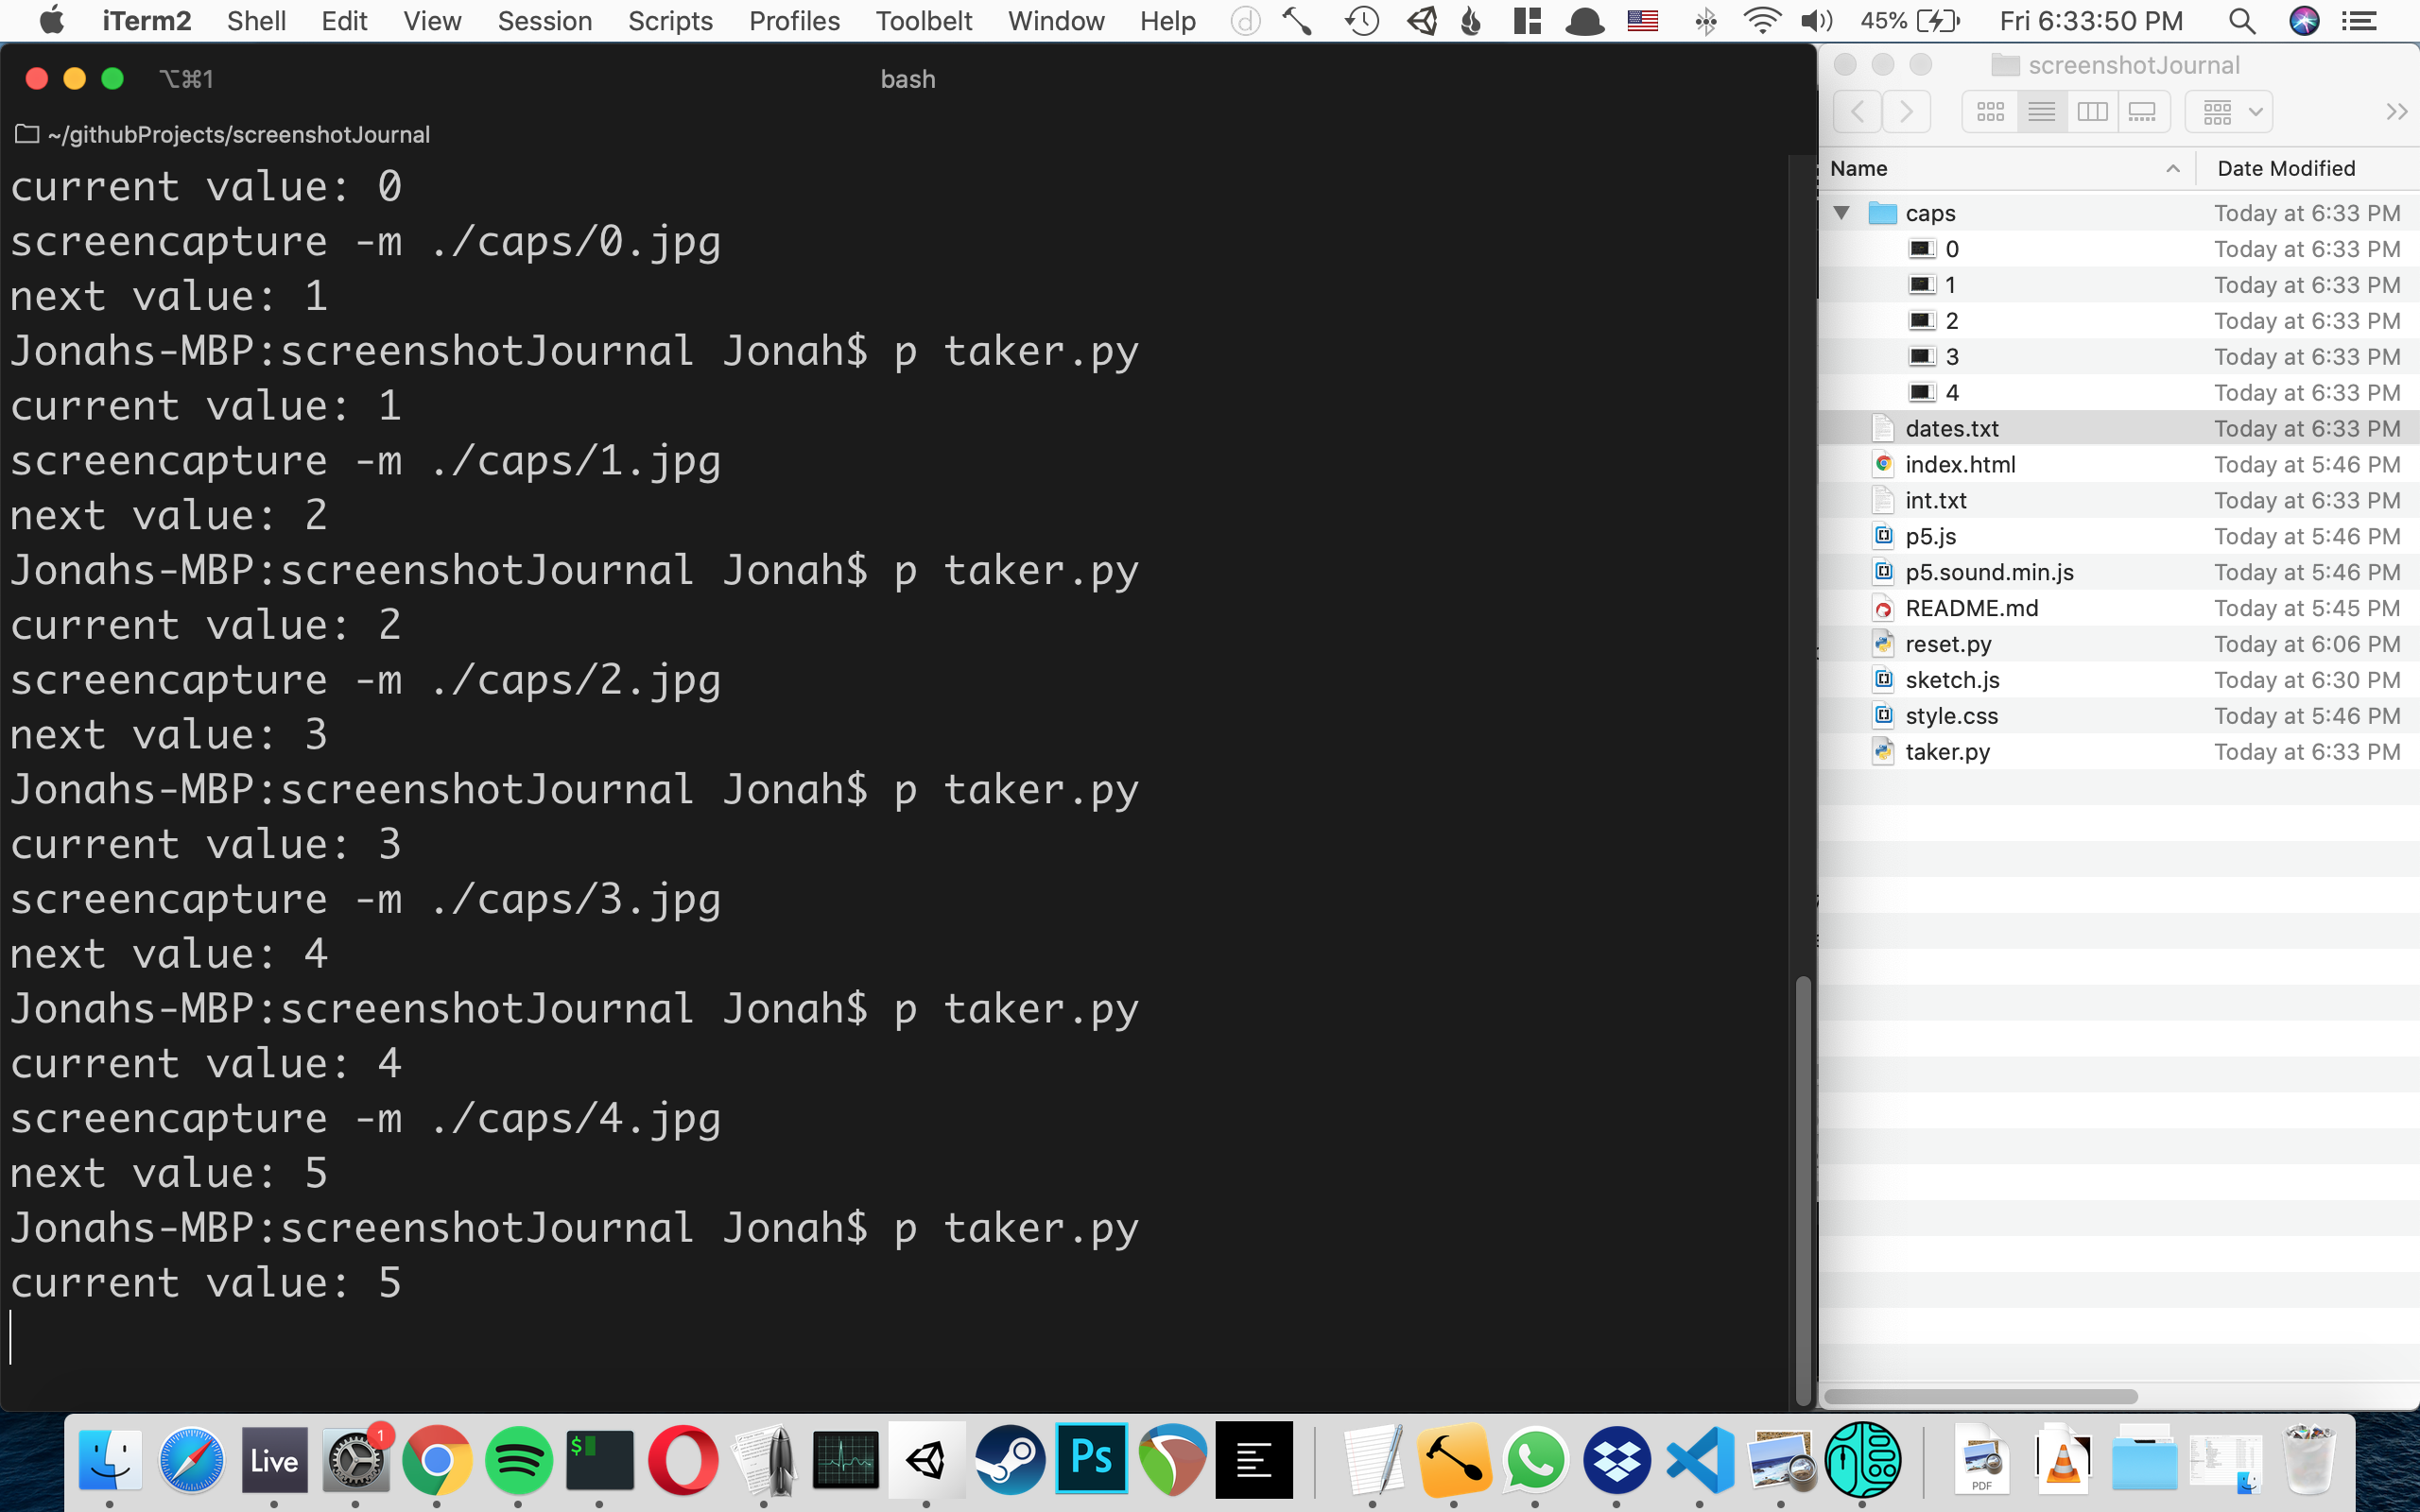 iTerm2 Shell Edit View Session Scripts Profiles Toolbelt Window Help 45% Fri 6:33:50 PM
⌥⌘1 bash
~/githubProjects/screenshotJournal
current value: 0
screencapture -m ./caps/0.jpg
next value: 1
Jonahs-MBP:screenshotJournal Jonah$ p taker.py
current value: 1
screencapture -m ./caps/1.jpg
next value: 2
Jonahs-MBP:screenshotJournal Jonah$ p taker.py
current value: 2
screencapture -m ./caps/2.jpg
next value: 3
Jonahs-MBP:screenshotJournal Jonah$ p taker.py
current value: 3
screencapture -m ./caps/3.jpg
next value: 4
Jonahs-MBP:screenshotJournal Jonah$ p taker.py
current value: 4
screencapture -m ./caps/4.jpg
next value: 5
Jonahs-MBP:screenshotJournal Jonah$ p taker.py
current value: 5
screenshotJournal
Name Date Modified
caps Today at 6:33 PM
0 Today at 6:33 PM
1 Today at 6:33 PM
2 Today at 6:33 PM
3 Today at 6:33 PM
4 Today at 6:33 PM
dates.txt Today at 6:33 PM
index.html Today at 5:46 PM
int.txt Today at 6:33 PM
p5.js Today at 5:46 PM
p5.sound.min.js Today at 5:46 PM
README.md Today at 5:45 PM
reset.py Today at 6:06 PM
sketch.js Today at 6:30 PM
style.css Today at 5:46 PM
taker.py Today at 6:33 PM
Live 1 $ Ps PDF